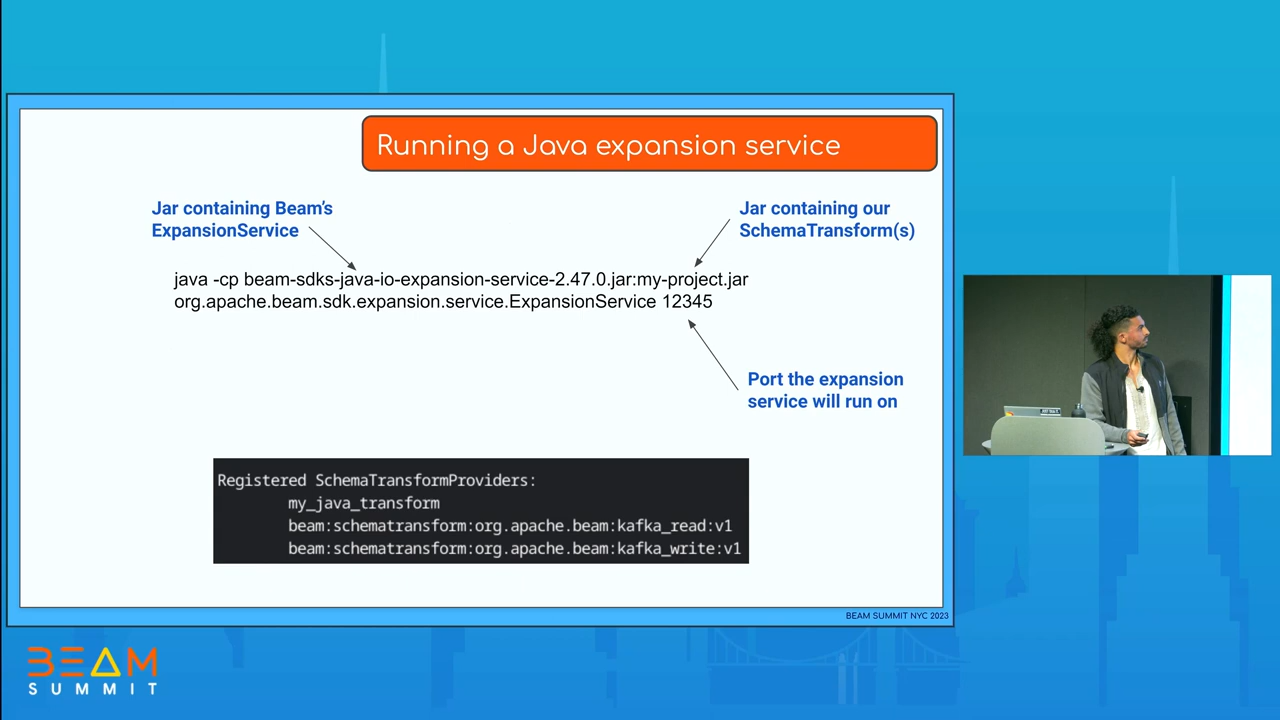 Running a Java expansion service
Jar containing Beam's
ExpansionService
Jar containing our
SchemaTransform(s)
java -cp beam-sdks-java-io-expansion-service-2.47.0.jar:my-project.jar
org.apache.beam.sdk.expansion.service.ExpansionService 12345
Port the expansion
service will run on
Registered SchemaTransformProviders:
my_java_transform
beam:schematransform:org.apache.beam:kafka_read:v1
beam:schematransform:org.apache.beam:kafka_write:v1
BEAM SUMMIT NYC 2023
BEAM
SUMMIT